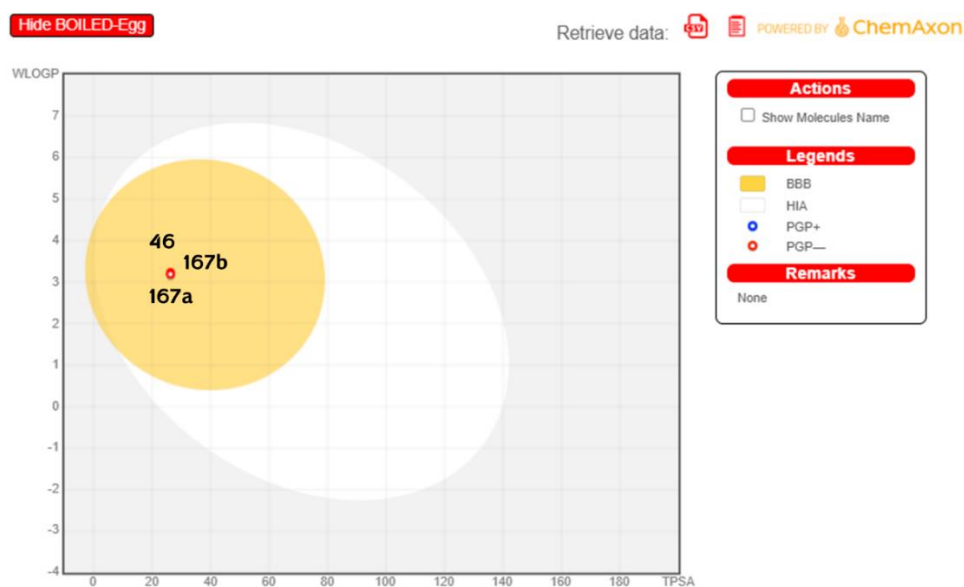 Hide BOILED-Egg
Retrieve data: CSV POWERED BY ChemAxon
WLOGP
7
6
5
4
3
2
1
0
-1
-2
-3
-4
46
167b
167a
0 20 40 60 80 100 120 140 160 180 TPSA
Actions
Show Molecules Name
Legends
BBB
HIA
PGP+
PGP—
Remarks
None